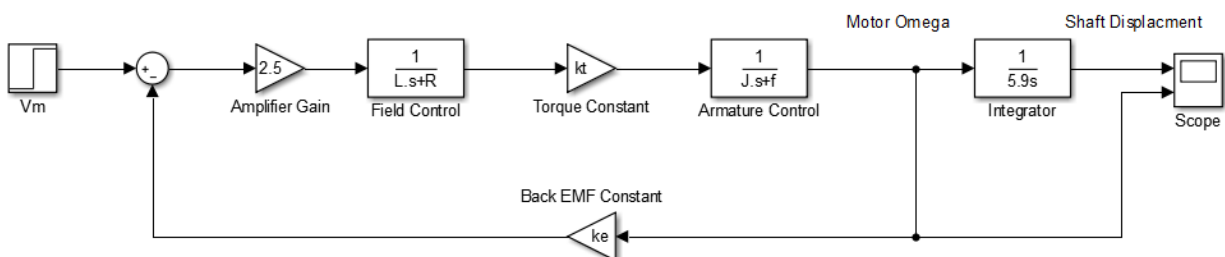 Motor Omega
Shaft Displacment
Vm
+
−
2.5
Amplifier Gain
1
L.s+R
Field Control
kt
Torque Constant
1
J.s+f
Armature Control
1
5.9s
Integrator
Scope
Back EMF Constant
ke